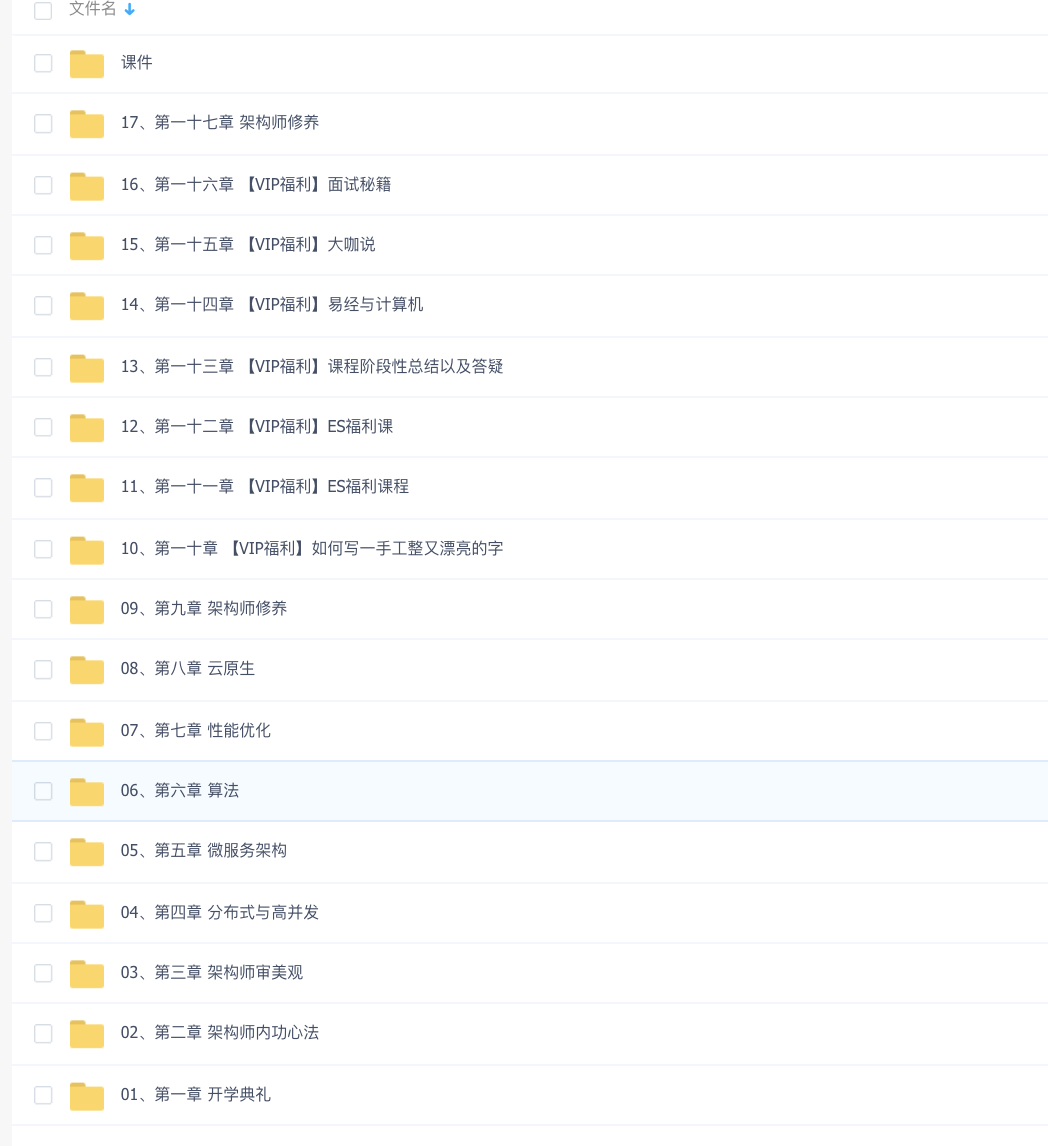 文件名
课件
17、第一十七章 架构师修养
16、第一十六章 【VIP福利】面试秘籍
15、第一十五章 【VIP福利】大咖说
14、第一十四章 【VIP福利】易经与计算机
13、第一十三章 【VIP福利】课程阶段性总结以及答疑
12、第一十二章 【VIP福利】ES福利课
11、第一十一章 【VIP福利】ES福利课程
10、第一十章 【VIP福利】如何写一手工整又漂亮的字
09、第九章 架构师修养
08、第八章 云原生
07、第七章 性能优化
06、第六章 算法
05、第五章 微服务架构
04、第四章 分布式与高并发
03、第三章 架构师审美观
02、第二章 架构师内功心法
01、第一章 开学典礼